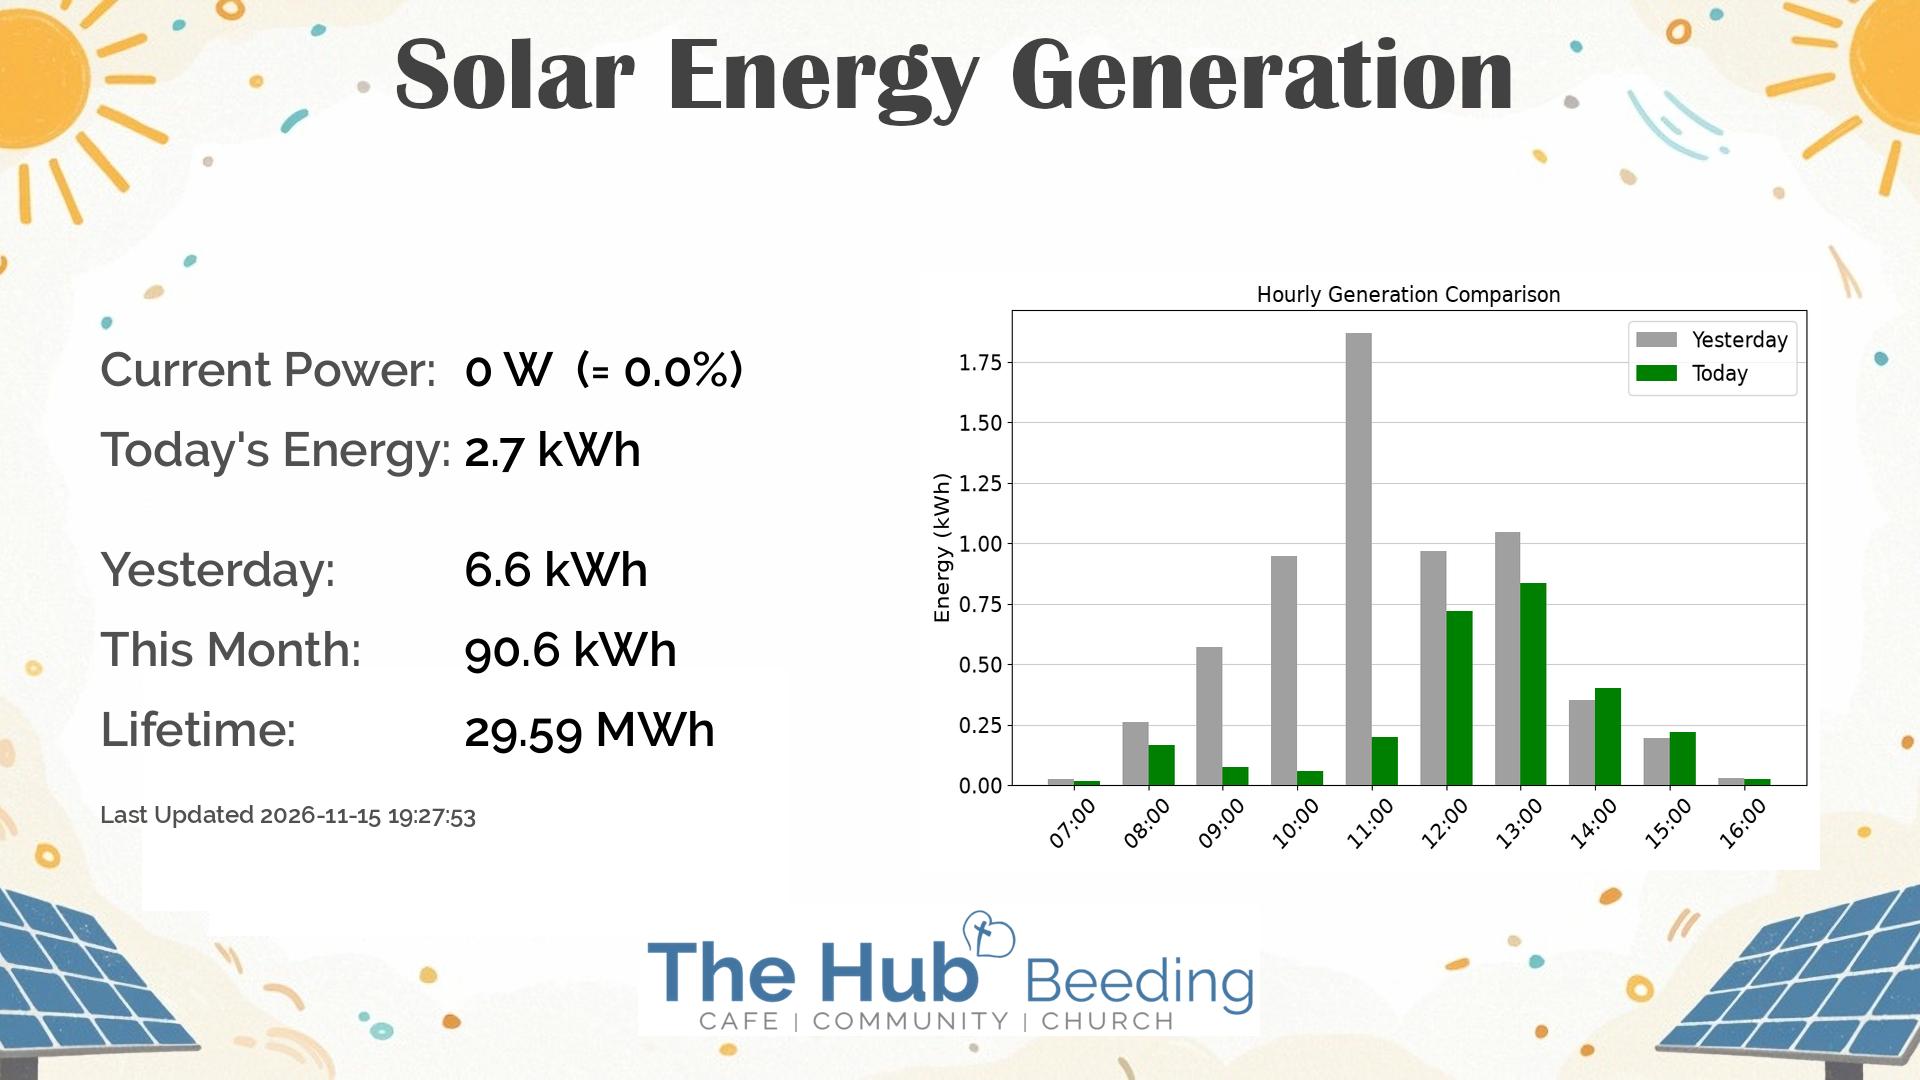 Solar Energy Generation
Current Power: 0 W (= 0.0%)
Today's Energy: 2.7 kWh
Yesterday: 6.6 kWh
This Month: 90.6 kWh
Lifetime: 29.59 MWh
Last Updated 2026-11-15 19:27:53
Hourly Generation Comparison
Yesterday
Today
Energy (kWh)
1.75
1.50
1.25
1.00
0.75
0.50
0.25
0.00
07:00 08:00 09:00 10:00 11:00 12:00 13:00 14:00 15:00 16:00
The Hub Beeding
CAFE | COMMUNITY | CHURCH